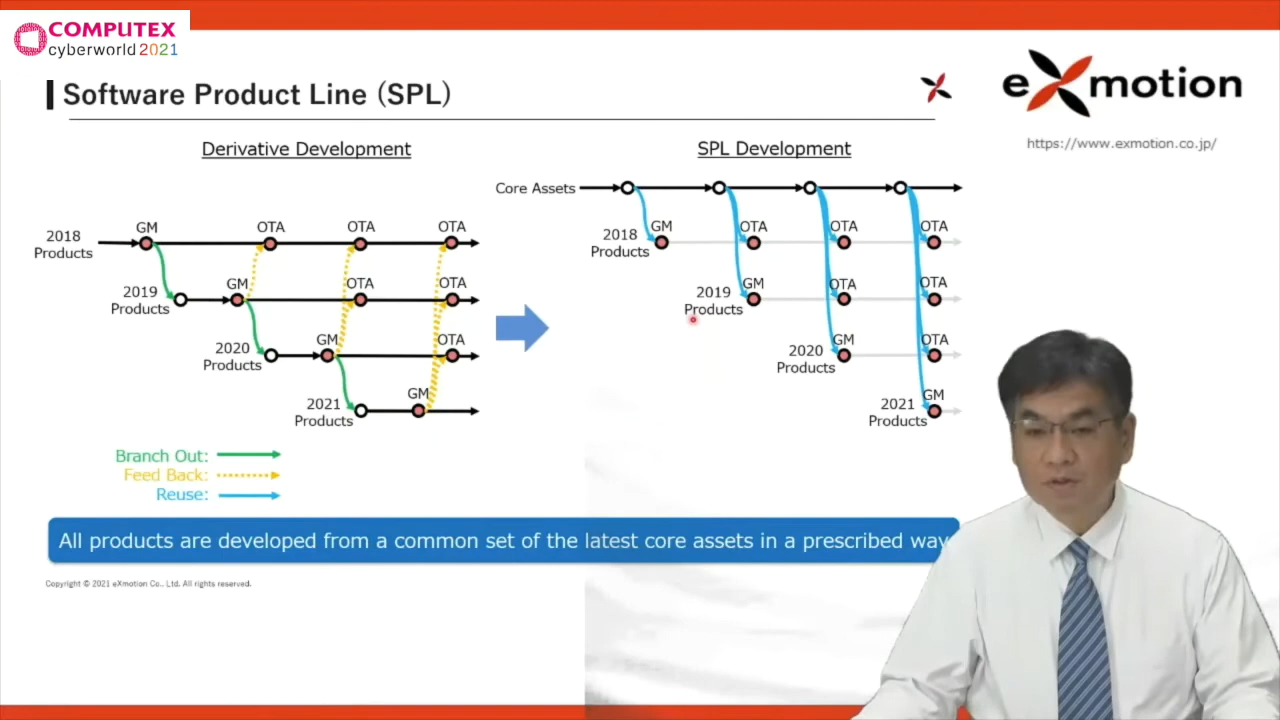 COMPUTEX
cyberworld 2021
Software Product Line (SPL)
eXmotion
https://www.exmotion.co.jp/
Derivative Development
SPL Development
Core Assets
GM
OTA
OTA
OTA
2018
Products
GM
OTA
OTA
OTA
2018
Products
2019
Products
GM
OTA
OTA
2019
Products
GM
OTA
OTA
2020
Products
GM
OTA
2020
Products
GM
OTA
2021
Products
GM
2021
Products
GM
Branch Out:
Feed Back:
Reuse:
All products are developed from a common set of the latest core assets in a prescribed way
Copyright © 2021 eXmotion Co., Ltd. All rights reserved.